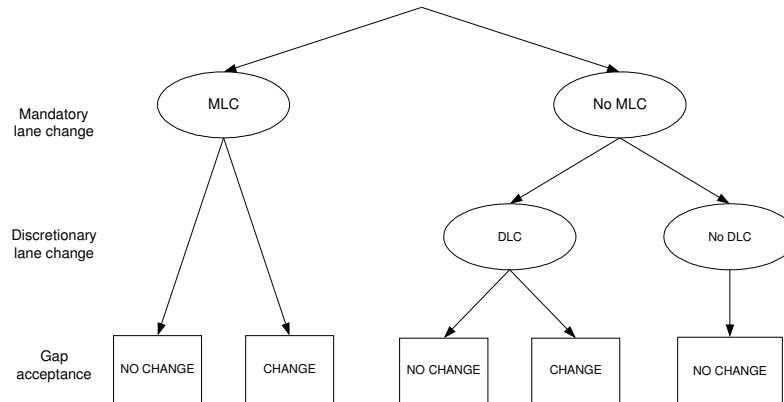 MLC
No MLC
Mandatory
lane change
Discretionary
lane change
DLC
No DLC
Gap
acceptance
NO CHANGE
CHANGE
NO CHANGE
CHANGE
NO CHANGE